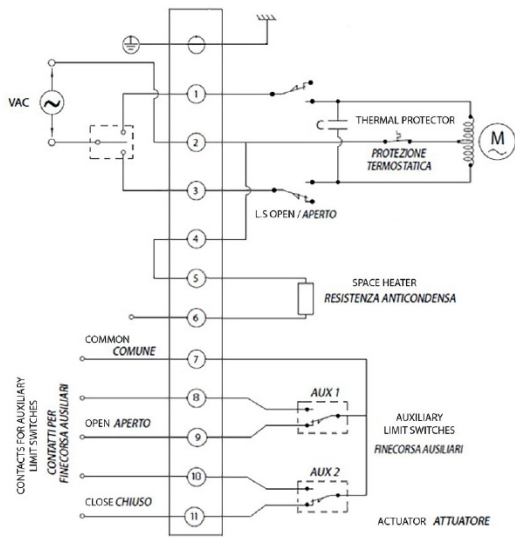 VAC
1
2
3
4
5
6
7
8
9
10
11
C
THERMAL PROTECTOR
PROTEZIONE
TERMOSTATICA
M
L.S OPEN / APERTO
SPACE HEATER
RESISTENZA ANTICONDENSA
COMMON
COMUNE
OPEN APERTO
CLOSE CHIUSO
CONTACTS FOR AUXILIARY
LIMIT SWITCHES
CONTATTI PER
FINECORSA AUSILIARI
AUX 1
AUX 2
AUXILIARY
LIMIT SWITCHES
FINECORSA AUSILIARI
ACTUATOR ATTUATORE